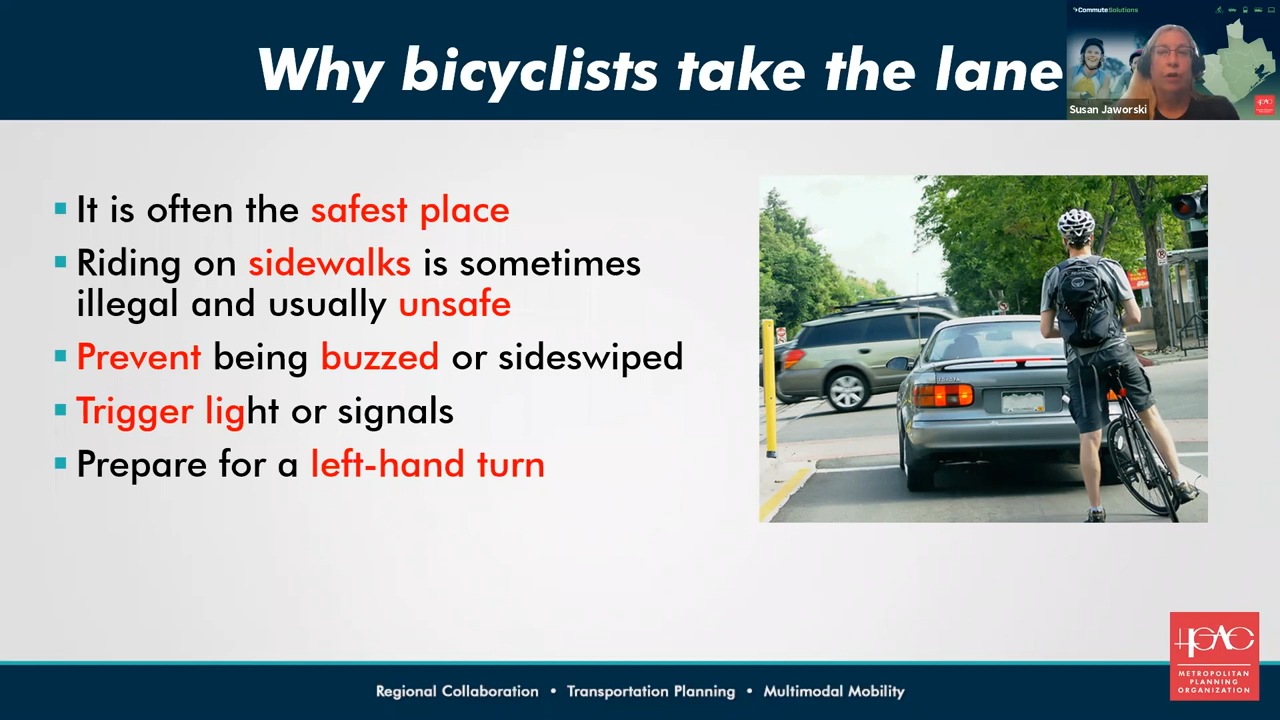 CommuteSolutions
Why bicyclists take the lane
Susan Jaworski
It is often the safest place
Riding on sidewalks is sometimes
illegal and usually unsafe
Prevent being buzzed or sideswiped
Trigger light or signals
Prepare for a left-hand turn
TOYOTA
HGAC
METROPOLITAN
PLANNING
ORGANIZATION
Regional Collaboration • Transportation Planning • Multimodal Mobility